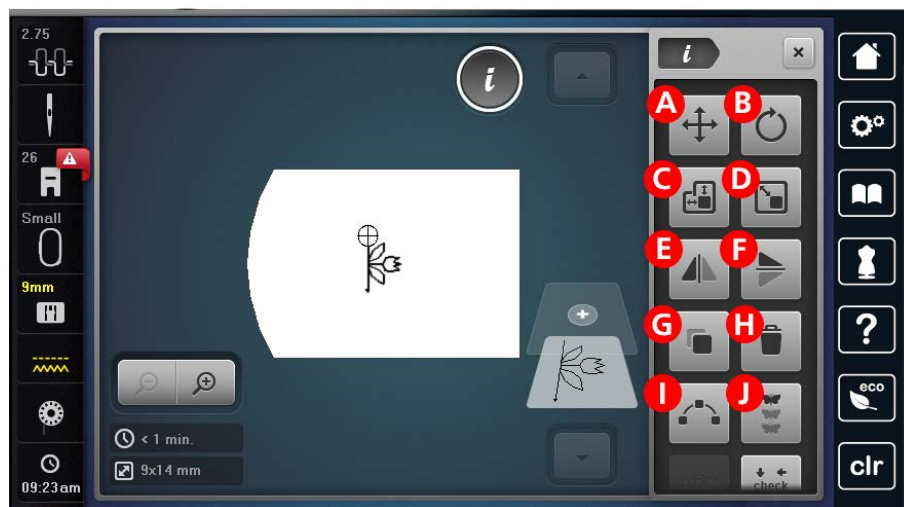 2.75
26
Small
9mm
09:23am
i
< 1 min.
9x14 mm
i
×
A
B
C
D
E
F
G
H
I
J
check
?
eco
clr